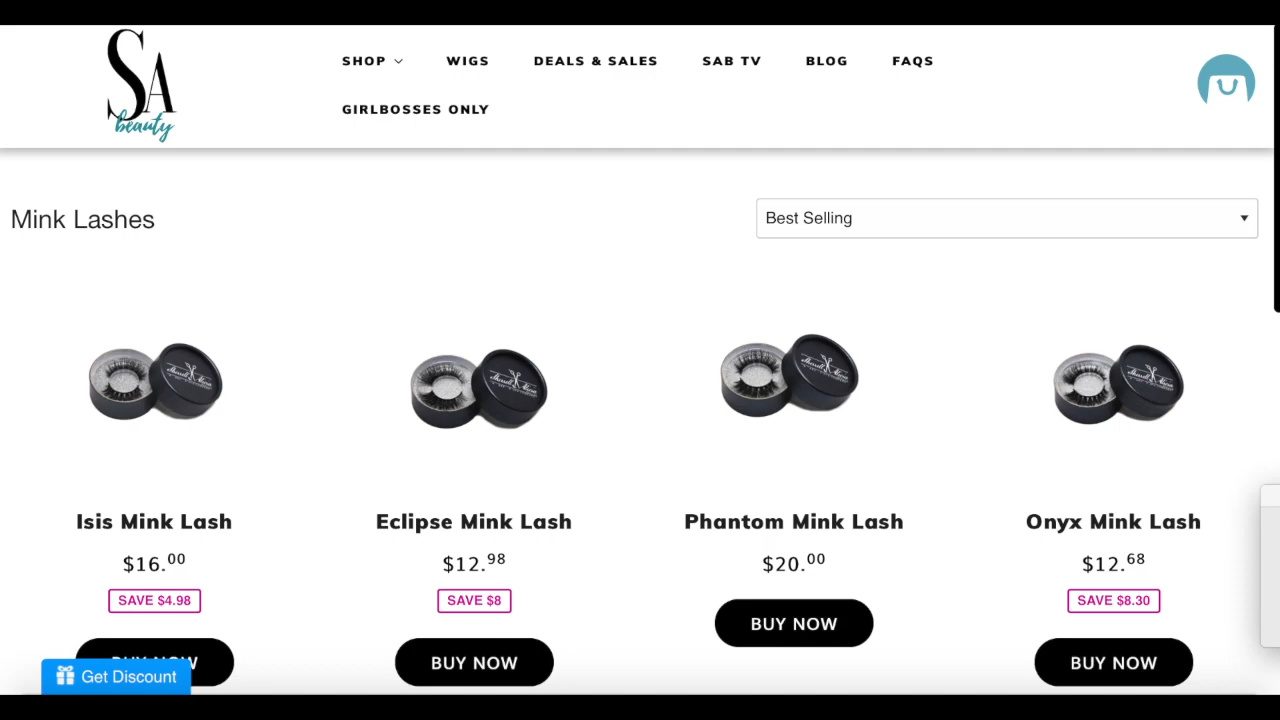 SA
beauty
SHOP
WIGS
DEALS & SALES
SAB TV
BLOG
FAQS
GIRLBOSSES ONLY
Mink Lashes
Best Selling
Isis Mink Lash
$16.00
SAVE $4.98
BUY NOW
Eclipse Mink Lash
$12.98
SAVE $8
BUY NOW
Phantom Mink Lash
$20.00
BUY NOW
Onyx Mink Lash
$12.68
SAVE $8.30
BUY NOW
Get Discount